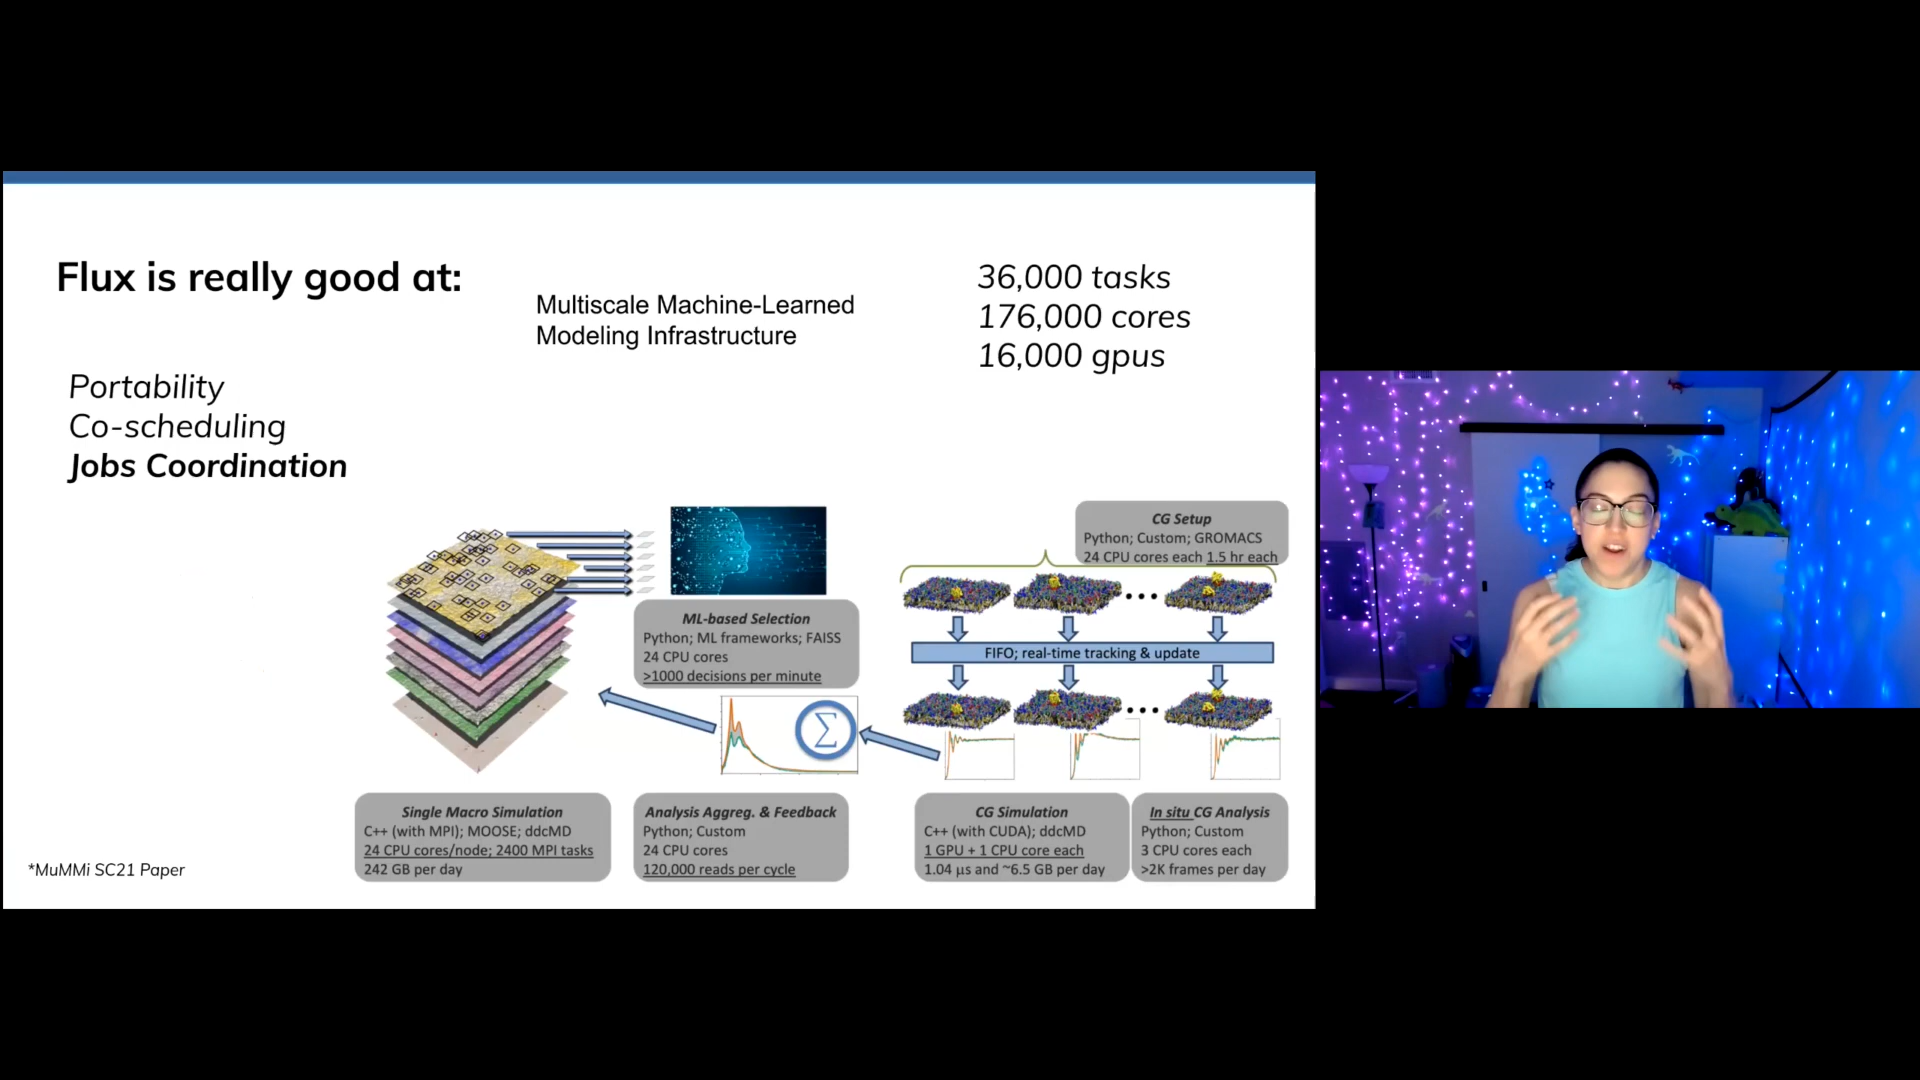 Flux is really good at:
Multiscale Machine-Learned
Modeling Infrastructure
36,000 tasks
176,000 cores
16,000 gpus
Portability
Co-scheduling
Jobs Coordination
CG Setup
Python; Custom; GROMACS
24 CPU cores each 1.5 hr each
ML-based Selection
Python; ML frameworks; FAISS
24 CPU cores
>1000 decisions per minute
FIFO; real-time tracking & update
Σ
Single Macro Simulation
C++ (with MPI); MOOSE; ddcMD
24 CPU cores/node; 2400 MPI tasks
242 GB per day
Analysis Aggreg. & Feedback
Python; Custom
24 CPU cores
120,000 reads per cycle
CG Simulation
C++ (with CUDA); ddcMD
1 GPU + 1 CPU core each
1.04 µs and ~6.5 GB per day
In situ CG Analysis
Python; Custom
3 CPU cores each
>2K frames per day
*MuMMi SC21 Paper